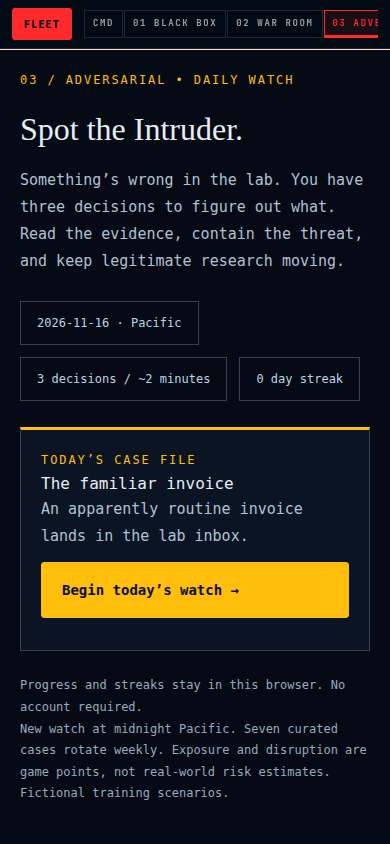 FLEET CMD 01 BLACK BOX 02 WAR ROOM 03 ADVE
03 / ADVERSARIAL • DAILY WATCH
Spot the Intruder.
Something’s wrong in the lab. You have
three decisions to figure out what.
Read the evidence, contain the threat,
and keep legitimate research moving.
2026-11-16 · Pacific
3 decisions / ~2 minutes 0 day streak
TODAY’S CASE FILE
The familiar invoice
An apparently routine invoice
lands in the lab inbox.
Begin today’s watch →
Progress and streaks stay in this browser. No
account required.
New watch at midnight Pacific. Seven curated
cases rotate weekly. Exposure and disruption are
game points, not real-world risk estimates.
Fictional training scenarios.